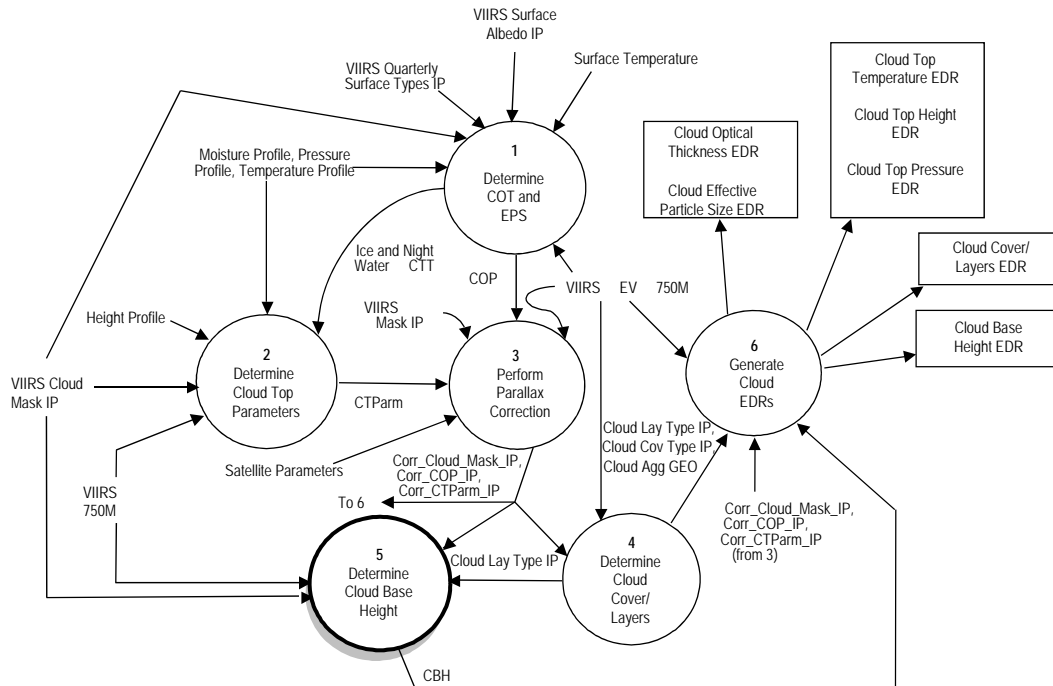 VIIRS Surface
Albedo IP
VIIRS Quarterly
Surface Types IP
Surface Temperature
Cloud Top
Temperature EDR
Cloud Top Height
EDR
Cloud Top Pressure
EDR
Cloud Optical
Thickness EDR
Cloud Effective
Particle Size EDR
1
Determine
COT and
EPS
Moisture Profile, Pressure
Profile, Temperature Profile
Ice and Night
Water CTT
COP
VIIRS EV 750M
Cloud Cover/
Layers EDR
Cloud Base
Height EDR
Height Profile
VIIRS
Mask IP
2
Determine
Cloud Top
Parameters
3
Perform
Parallax
Correction
6
Generate
Cloud
EDRs
VIIRS Cloud
Mask IP
CTParm
Satellite Parameters
Cloud Lay Type IP,
Cloud Cov Type IP,
Cloud Agg GEO
Corr_Cloud_Mask_IP,
Corr_COP_IP,
Corr_CTParm_IP
To 6
VIIRS
750M
Corr_Cloud_Mask_IP,
Corr_COP_IP,
Corr_CTParm_IP
(from 3)
5
Determine
Cloud Base
Height
Cloud Lay Type IP
4
Determine
Cloud
Cover/
Layers
CBH